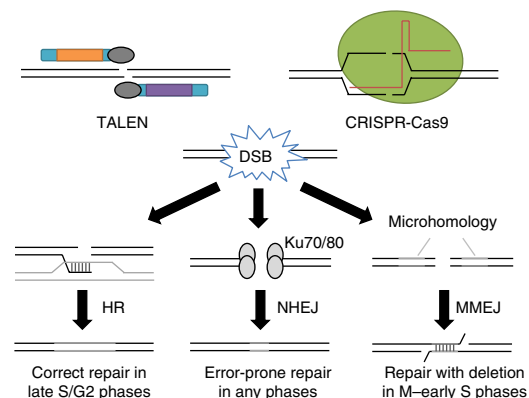 TALEN
CRISPR-Cas9
DSB
Microhomology
Ku70/80
HR
NHEJ
MMEJ
Correct repair in
late S/G2 phases
Error-prone repair
in any phases
Repair with deletion
in M–early S phases